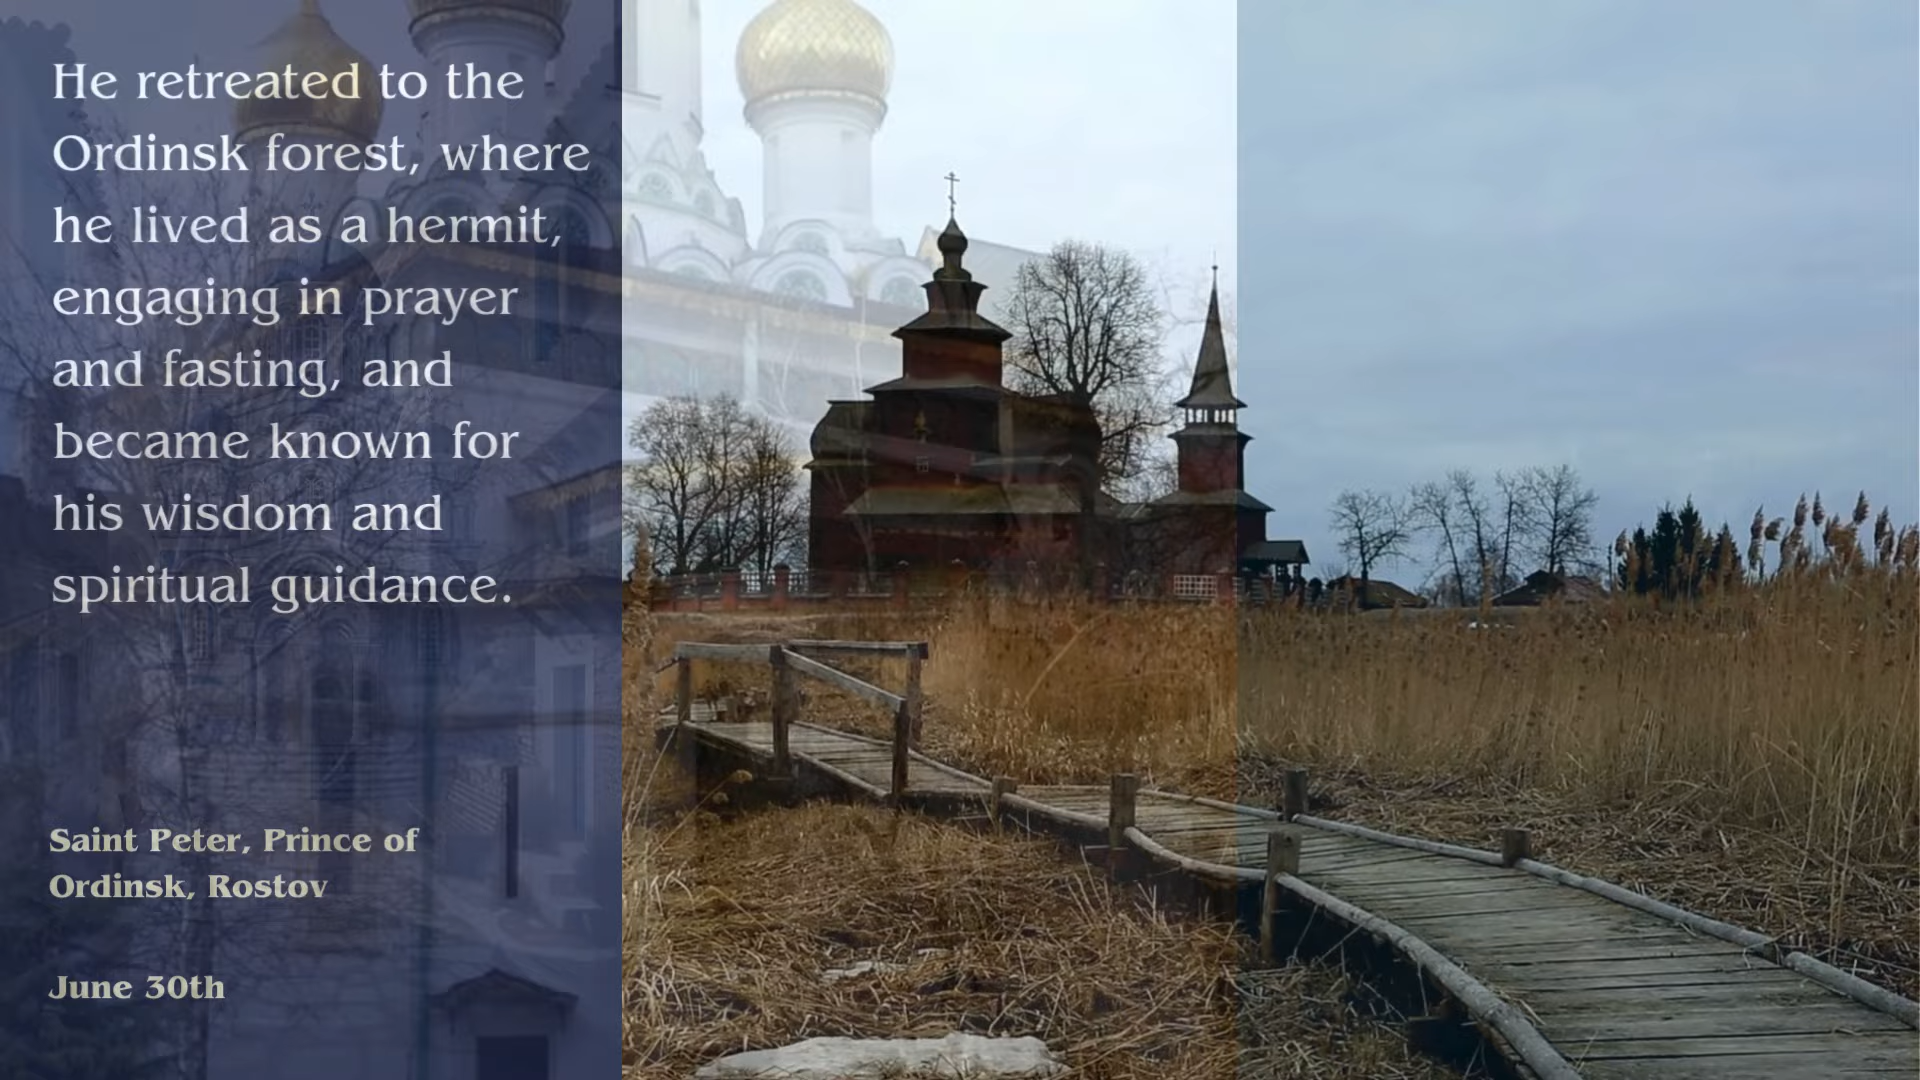 He retreated to the
Ordinsk forest, where
he lived as a hermit,
engaging in prayer
and fasting, and
became known for
his wisdom and
spiritual guidance.
Saint Peter, Prince of
Ordinsk, Rostov
June 30th